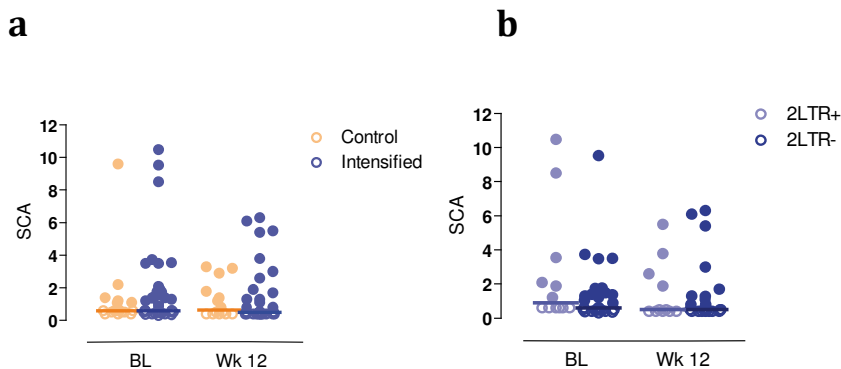 a
12
10
8
6
4
2
0
SCA
BL
Wk 12
Control
Intensified
b
12
10
8
6
4
2
0
SCA
BL
Wk 12
2LTR+
2LTR-